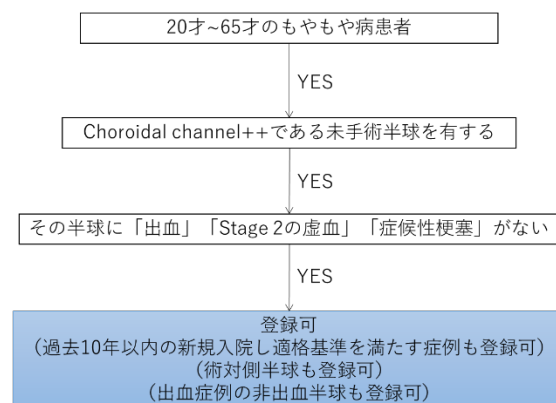 20才~65才のもやもや病患者
YES
Choroidal channel++である未手術半球を有する
YES
その半球に「出血」「Stage 2の虚血」「症候性梗塞」がない
YES
登録可
(過去10年以内の新規入院し適格基準を満たす症例も登録可)
(術対側半球も登録可)
(出血症例の非出血半球も登録可)